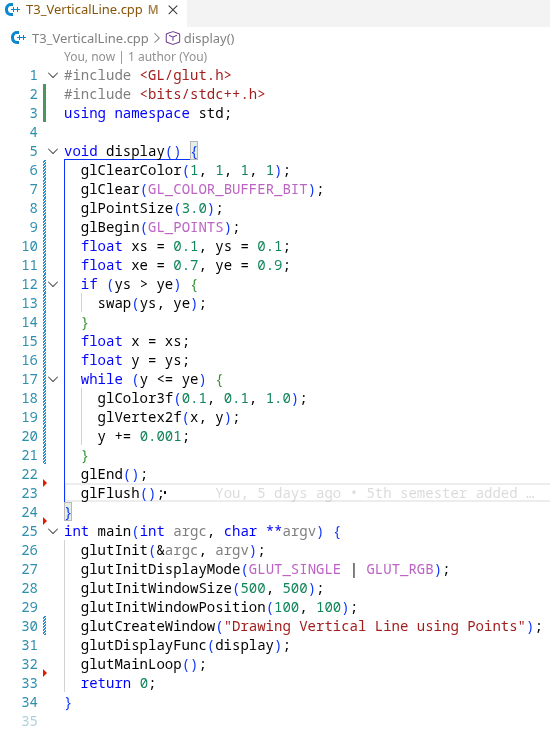 T3_VerticalLine.cpp M
T3_VerticalLine.cpp > display()
You, now | 1 author (You)
1 #include <GL/glut.h>
2 #include <bits/stdc++.h>
3 using namespace std;
4
5 void display() {
6 glClearColor(1, 1, 1, 1);
7 glClear(GL_COLOR_BUFFER_BIT);
8 glPointSize(3.0);
9 glBegin(GL_POINTS);
10 float xs = 0.1, ys = 0.1;
11 float xe = 0.7, ye = 0.9;
12 if (ys > ye) {
13 swap(ys, ye);
14 }
15 float x = xs;
16 float y = ys;
17 while (y <= ye) {
18 glColor3f(0.1, 0.1, 1.0);
19 glVertex2f(x, y);
20 y += 0.001;
21 }
22 glEnd();
23 glFlush(); You, 5 days ago • 5th semester added …
24 }
25 int main(int argc, char **argv) {
26 glutInit(&argc, argv);
27 glutInitDisplayMode(GLUT_SINGLE | GLUT_RGB);
28 glutInitWindowSize(500, 500);
29 glutInitWindowPosition(100, 100);
30 glutCreateWindow("Drawing Vertical Line using Points");
31 glutDisplayFunc(display);
32 glutMainLoop();
33 return 0;
34 }
35